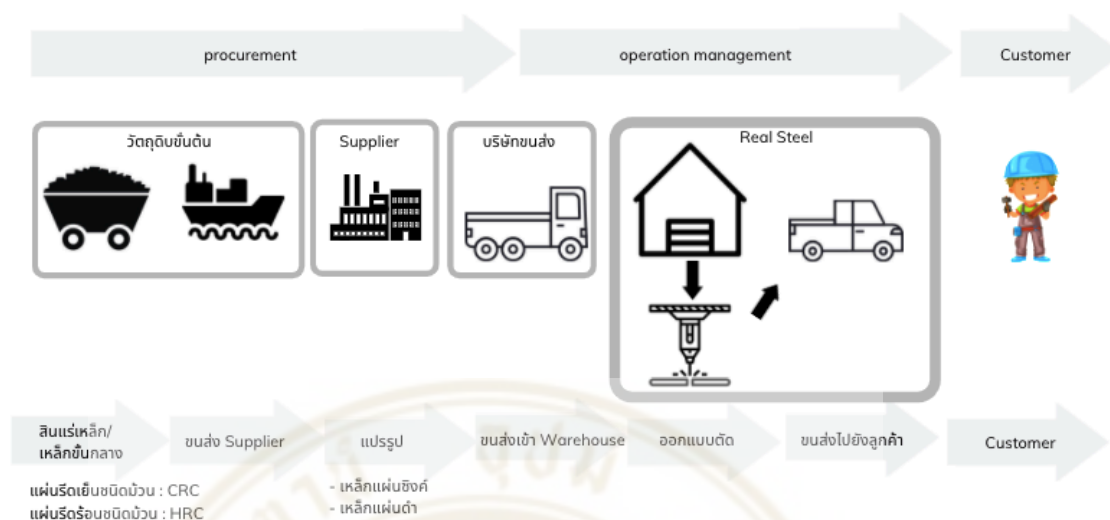 procurement
operation management
Customer
วัตถุดิบขั้นต้น
Supplier
บริษัทขนส่ง
Real Steel
สินแร่เหล็ก/
เหล็กขั้นกลาง
ขนส่ง Supplier
แปรรูป
ขนส่งเข้า Warehouse
ออกแบบตัด
ขนส่งไปยังลูกค้า
Customer
แผ่นรีดเย็นชนิดม้วน : CRC
แผ่นรีดร้อนชนิดม้วน : HRC
- เหล็กแผ่นซิงค์
- เหล็กแผ่นดำ